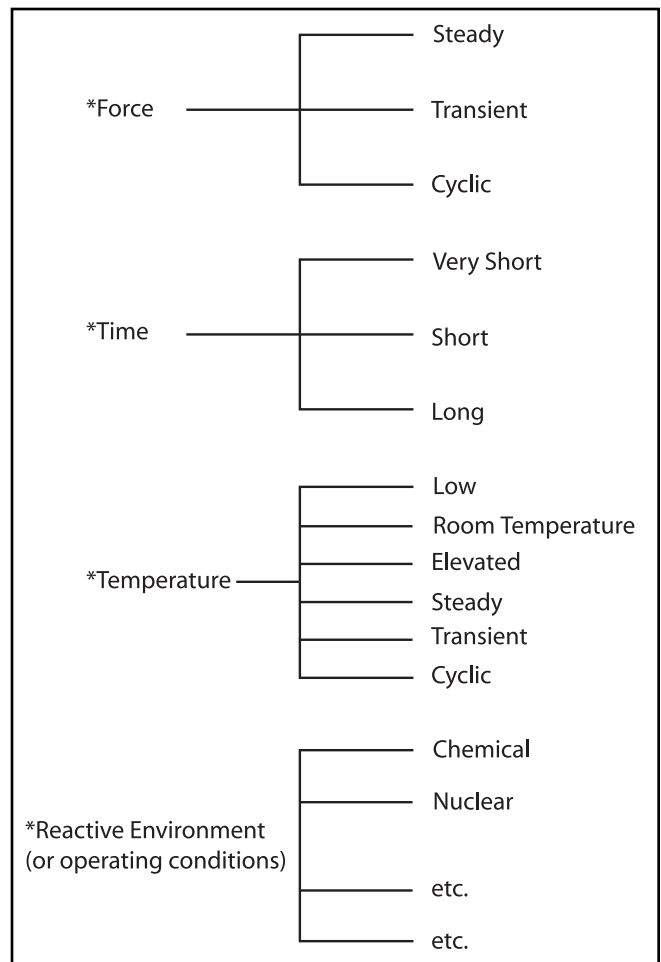 *Force
Steady
Transient
Cyclic
*Time
Very Short
Short
Long
*Temperature
Low
Room Temperature
Elevated
Steady
Transient
Cyclic
*Reactive Environment
(or operating conditions)
Chemical
Nuclear
etc.
etc.